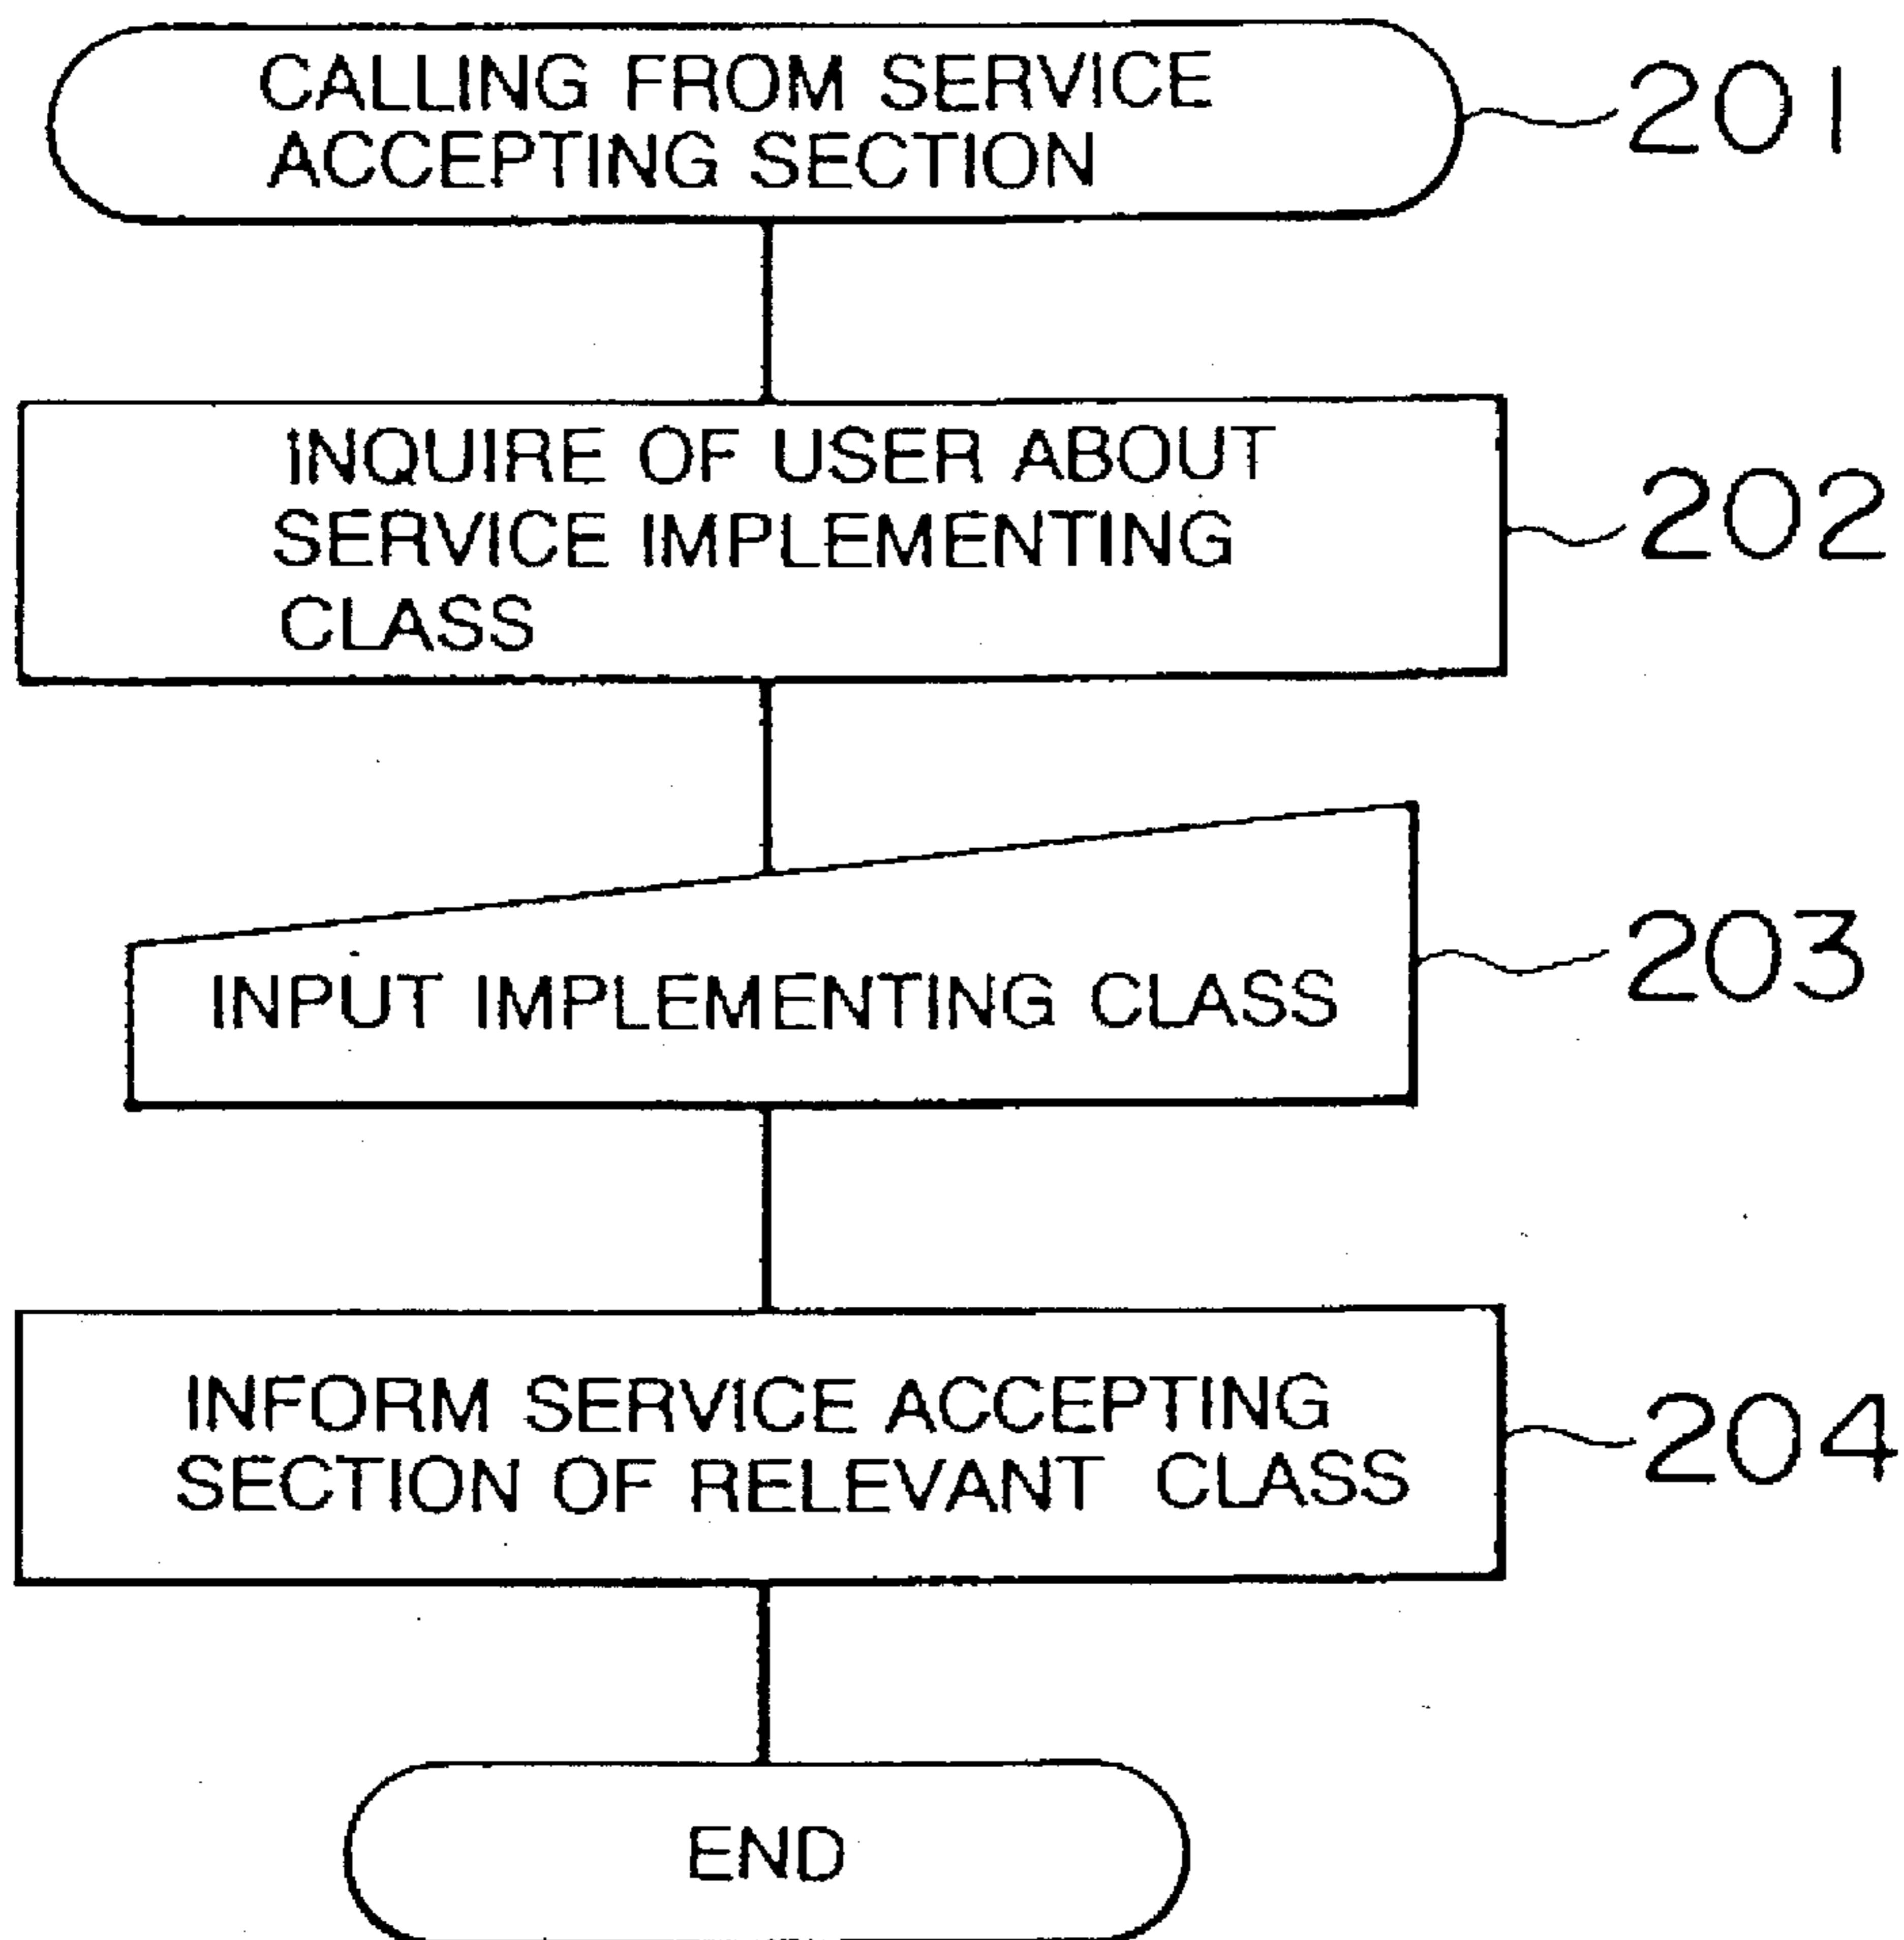 CALLING FROM SERVICE
ACCEPTING SECTION
201
INQUIRE OF USER ABOUT
SERVICE IMPLEMENTING
CLASS
202
INPUT IMPLEMENTING CLASS
203
INFORM SERVICE ACCEPTING
SECTION OF RELEVANT CLASS
204
END